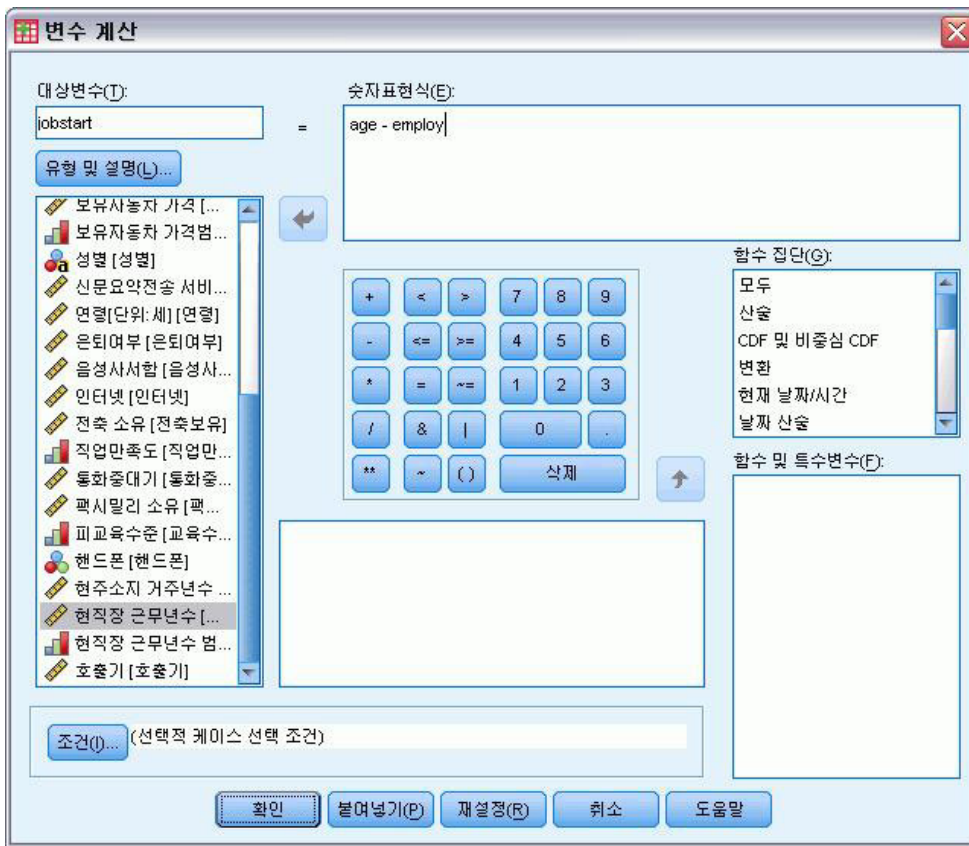 변수 계산
대상변수(T):
jobstart
=
숫자표현식(E):
age - employ
유형 및 설명(L)...
보유자동차 가격 [...
보유자동차 가격범...
성별 [성별]
신문요약전송 서비...
연령[단위:세] [연령]
은퇴여부 [은퇴여부]
음성사서함 [음성사...
인터넷 [인터넷]
전축 소유 [전축보유]
직업만족도 [직업만...
통화중대기 [통화중...
팩시밀리 소유 [팩...
피교육수준 [교육수...
핸드폰 [핸드폰]
현주소지 거주년수 ...
현직장 근무년수 [...
현직장 근무년수 범...
호출기 [호출기]
+ < > 7 8 9
- <= >= 4 5 6
* = ~= 1 2 3
/ & | 0 .
** ~ ( ) 삭제
함수 집단(G):
모두
산술
CDF 및 비중심 CDF
변환
현재 날짜/시간
날짜 산술
함수 및 특수변수(F):
조건(I)... (선택적 케이스 선택 조건)
확인 붙여넣기(P) 재설정(R) 취소 도움말